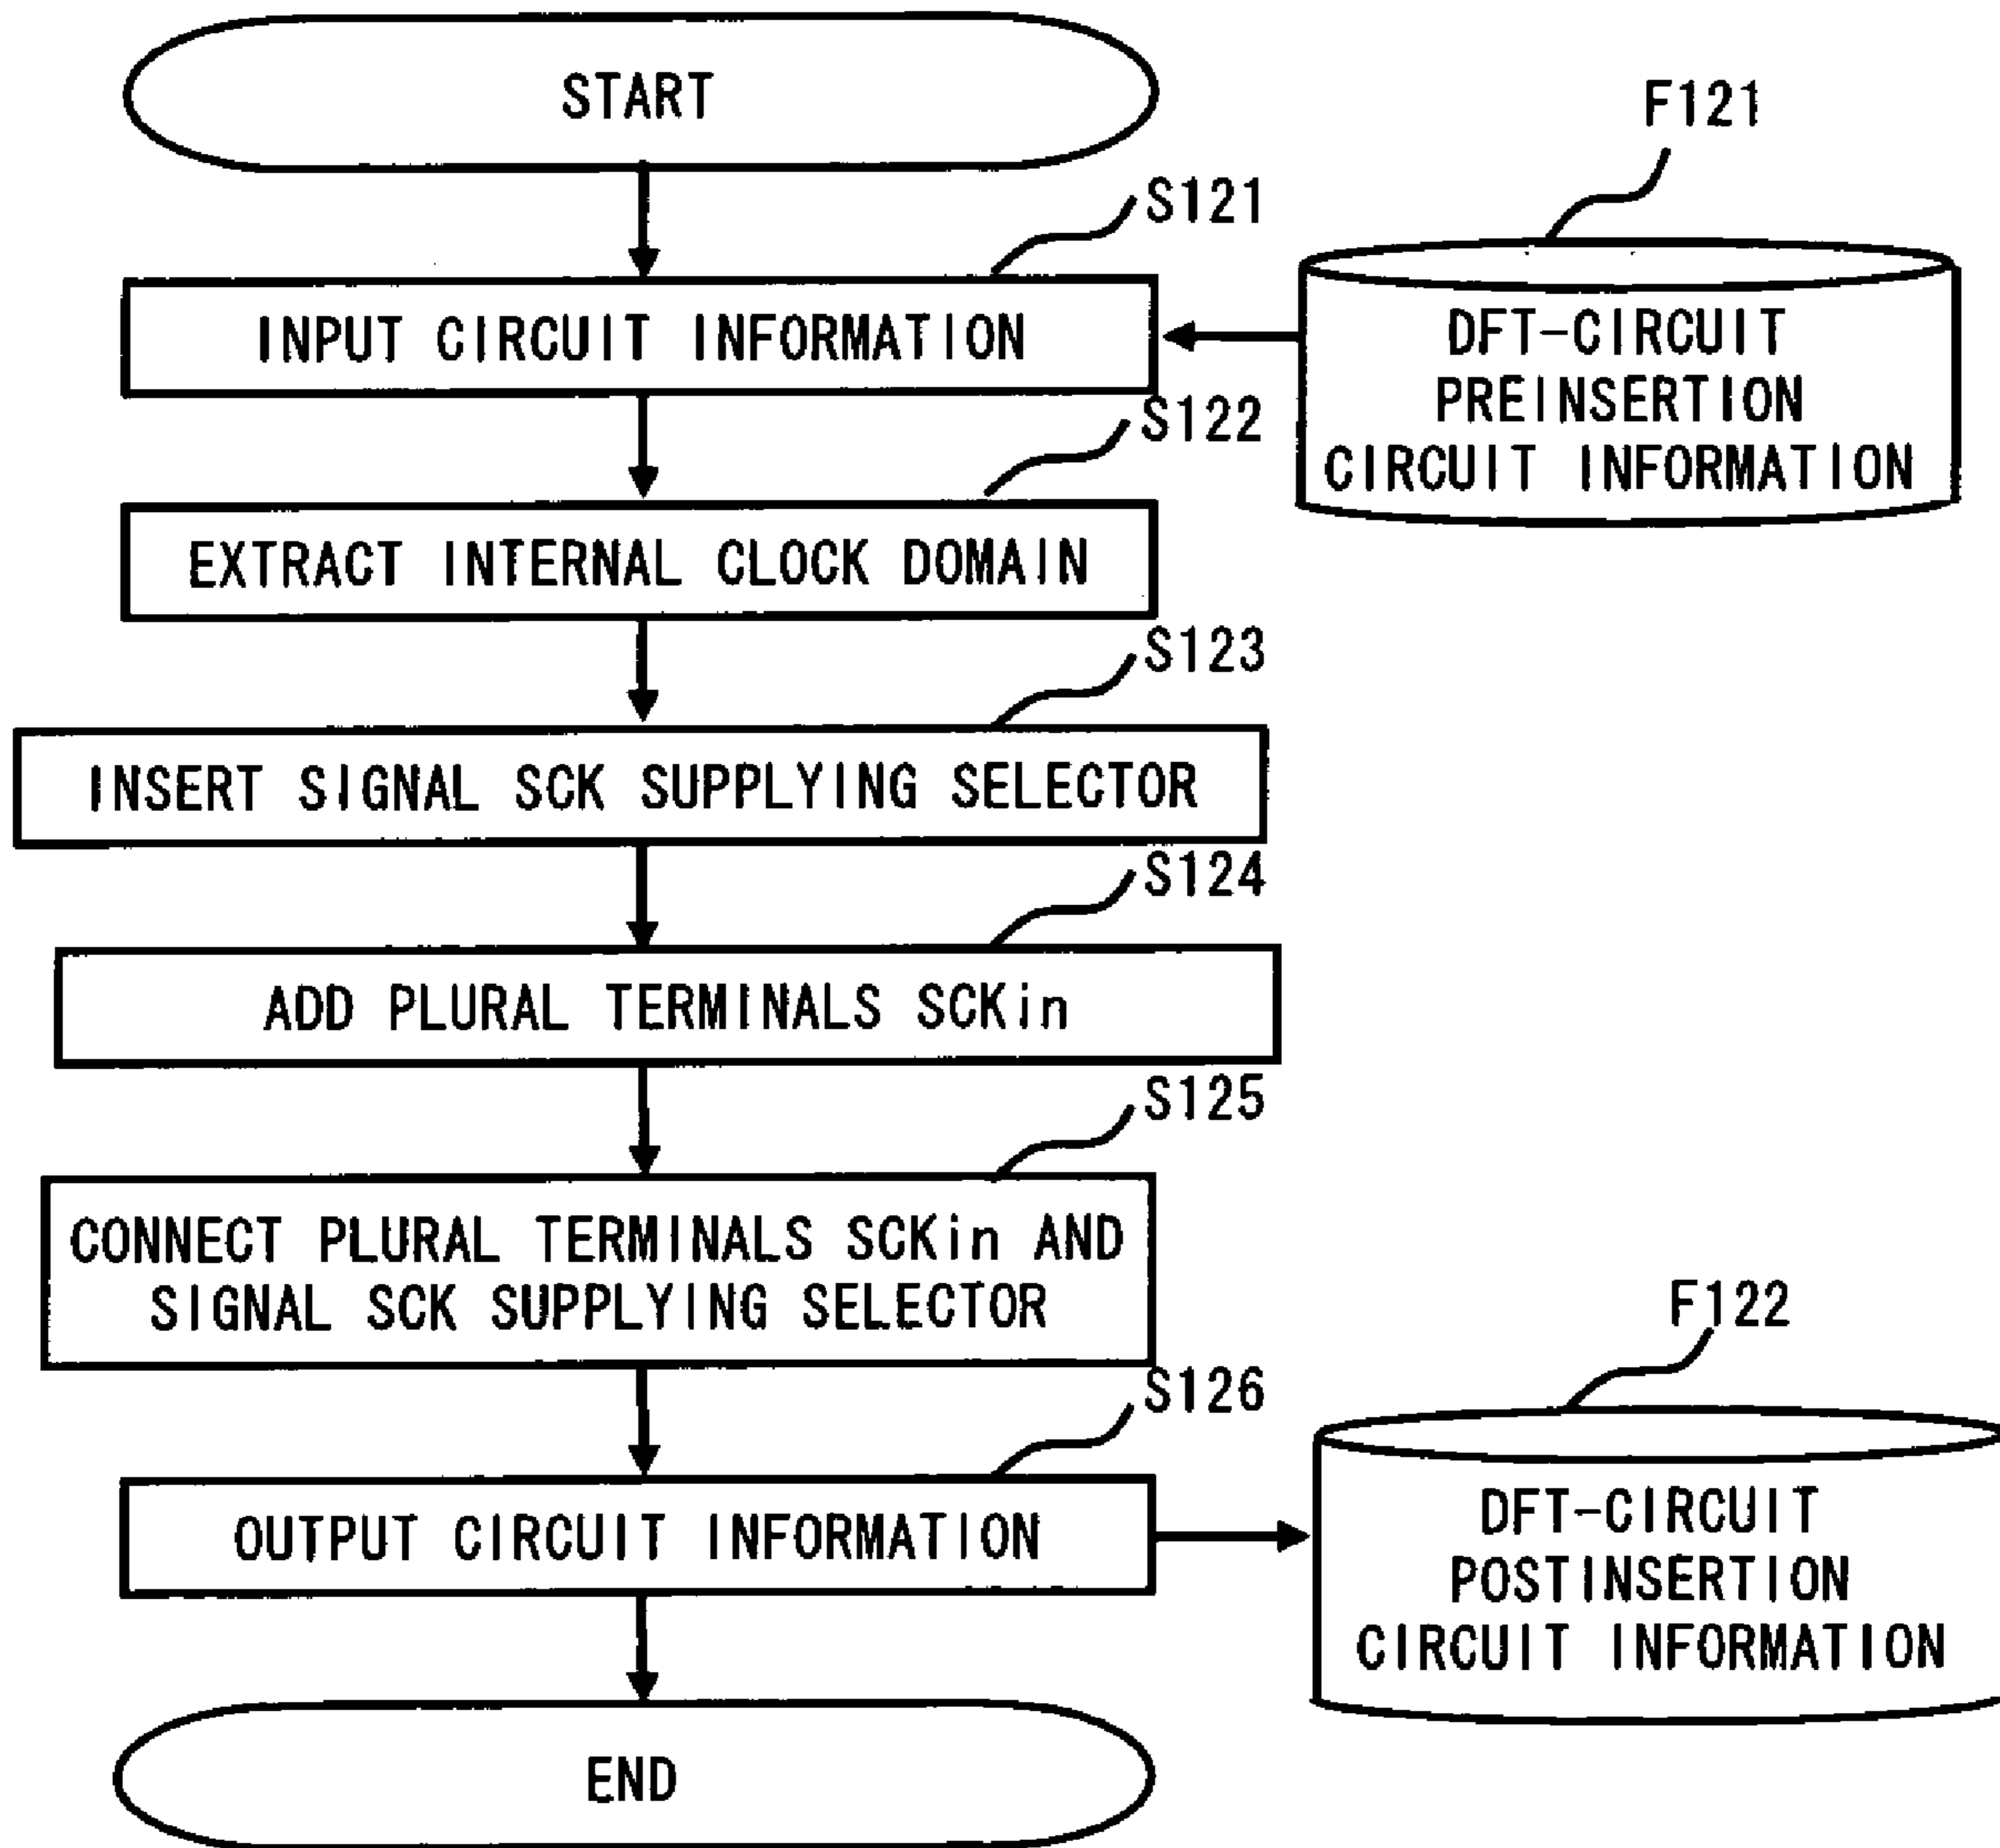 START
F121
S121
INPUT CIRCUIT INFORMATION
DFT-CIRCUIT
PREINSERTION
CIRCUIT INFORMATION
S122
EXTRACT INTERNAL CLOCK DOMAIN
S123
INSERT SIGNAL SCK SUPPLYING SELECTOR
S124
ADD PLURAL TERMINALS SCKin
S125
CONNECT PLURAL TERMINALS SCKin AND
SIGNAL SCK SUPPLYING SELECTOR
F122
S126
OUTPUT CIRCUIT INFORMATION
DFT-CIRCUIT
POSTINSERTION
CIRCUIT INFORMATION
END